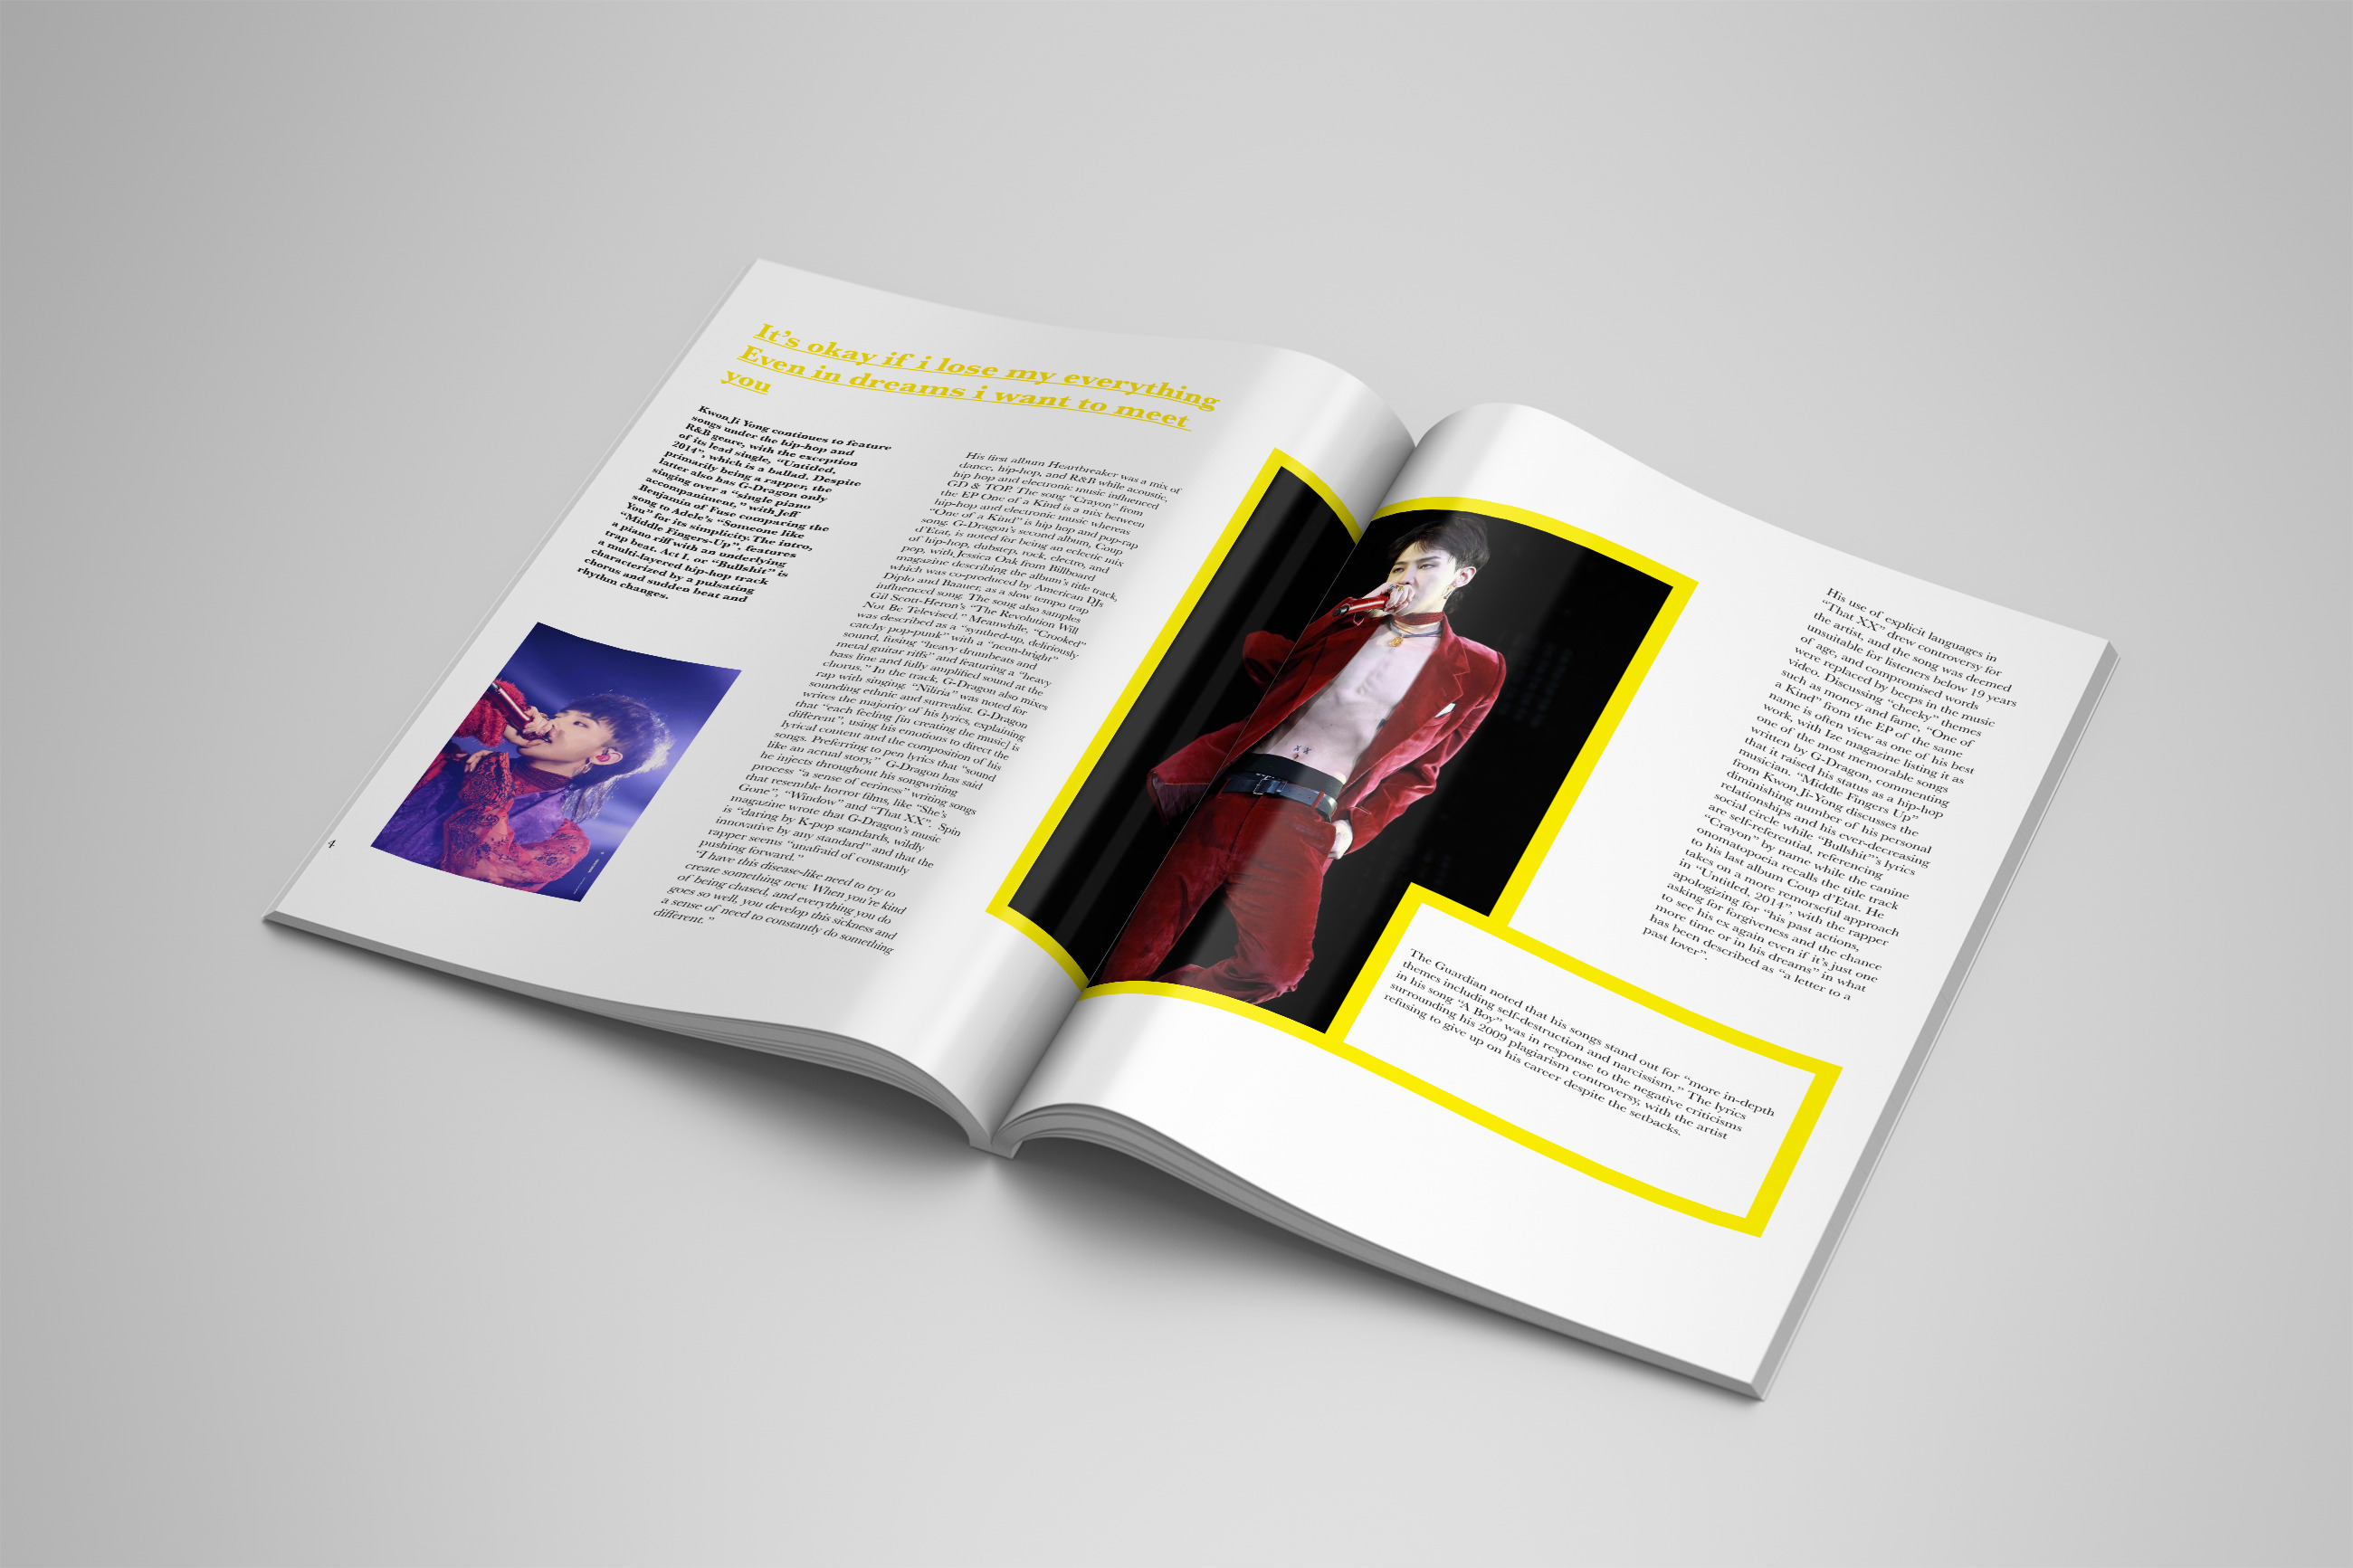 It's okay if i lose my everything
Even in dreams i want to meet
you
Kwon Ji Yong continues to feature
songs under the hip-hop and
R&B genre, with the exception
of its lead single, “Untitled,
2014”, which is a ballad. Despite
primarily being a rapper, the
latter also has G-Dragon only
singing over a “single piano
accompaniment,” with Jeff
Benjamin of Fuse comparing the
song to Adele's “Someone like
You” for its simplicity. The intro,
“Middle Fingers-Up”, features
a piano riff with an underlying
trap beat. Act I. or “Bullshit” is
a multi-layered hip-hop track
characterized by a pulsating
chorus and sudden beat and
rhythm changes.
His first album Heartbreaker was a mix of
dance, hip-hop, and R&B while acoustic,
hip hop and electronic music influenced
GD & TOP. The song “Crayon” from
the EP One of a Kind is a mix between
hip-hop and electronic music whereas
“One of a Kind” is hip hop and pop-rap
song. G-Dragon's second album, Coup
d'Etat, is noted for being an eclectic mix
of hip-hop, dubstep, rock, electro, and
pop, with Jessica Oak from Billboard
magazine describing the album's title track,
which was co-produced by American DJs
Diplo and Baauer, as a slow tempo trap
influenced song. The song also samples
Gil Scott-Heron's “The Revolution Will
Not Be Televised.” Meanwhile, “Crooked”
was described as a “synthed-up, deliriously
catchy pop-punk” with a “neon-bright”
sound, fusing “heavy drumbeats and
metal guitar riffs” and featuring a “heavy
bass line and fully amplified sound at the
chorus.” In the track, G-Dragon also mixes
rap with singing. “Niliria” was noted for
sounding ethnic and surrealist. G-Dragon
writes the majority of his lyrics, explaining
that “each feeling [in creating the music] is
different”, using his emotions to direct the
lyrical content and the composition of his
songs. Preferring to pen lyrics that “sound
like an actual story,” G-Dragon has said
he injects throughout his songwriting
process “a sense of eeriness” writing songs
that resemble horror films, like “She's
Gone”, “Window” and “That XX”. Spin
magazine wrote that G-Dragon's music
is “daring by K-pop standards, wildly
innovative by any standard” and that the
rapper seems “unafraid of constantly
pushing forward.”
“I have this disease-like need to try to
create something new. When you're kind
of being chased, and everything you do
goes so well, you develop this sickness and
a sense of need to constantly do something
different. ”
4
His use of explicit languages in
“That XX” drew controversy for
the artist, and the song was deemed
unsuitable for listeners below 19 years
of age, and compromised words
were replaced by beeps in the music
video. Discussing “cheeky” themes
such as money and fame, “One of
a Kind” from the EP of the same
name is often view as one of his best
work, with Ize magazine listing it as
one of the most memorable songs
written by G-Dragon, commenting
that it raised his status as a hip-hop
musician. “Middle Fingers Up”
from Kwon Ji-Yong discusses the
diminishing number of his personal
relationships and his ever-decreasing
social circle while “Bullshit”'s lyrics
are self-referential, referencing
“Crayon” by name while the canine
onomatopoeia recalls the title track
to his last album Coup d'Etat. He
takes on a more remorseful approach
in “Untitled, 2014”, with the rapper
apologizing for “his past actions,
asking for forgiveness and the chance
to see his ex again even if it's just one
more time or in his dreams” in what
has been described as “a letter to a
past lover”.
The Guardian noted that his songs stand out for “more in-depth
themes including self-destruction and narcissism.” The lyrics
in his song “A Boy” was in response to the negative criticisms
surrounding his 2009 plagiarism controversy, with the artist
refusing to give up on his career despite the setbacks.